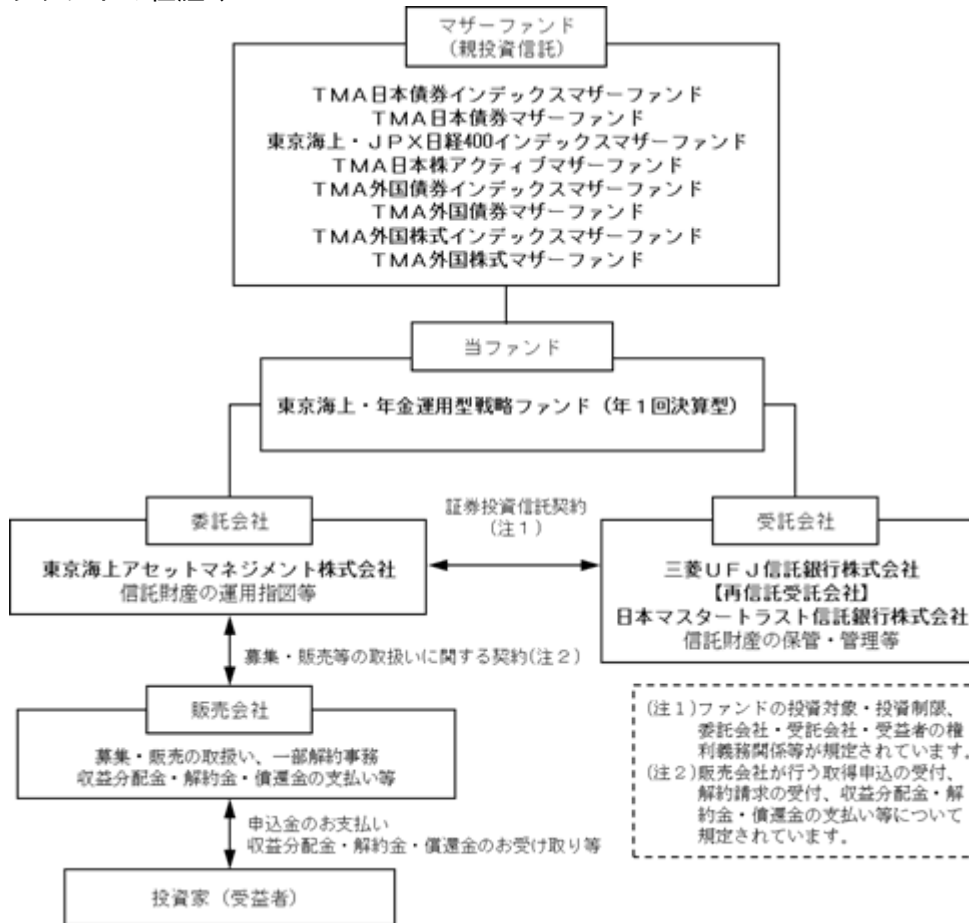 マザーファンド
(親投資信託)
TMA日本債券インデックスマザーファンド
TMA日本債券マザーファンド
東京海上・JPX日経400インデックスマザーファンド
TMA日本株アクティブマザーファンド
TMA外国債券インデックスマザーファンド
TMA外国債券マザーファンド
TMA外国株式インデックスマザーファンド
TMA外国株式マザーファンド
当ファンド
東京海上・年金運用型戦略ファンド(年1回決算型)
委託会社
東京海上アセットマネジメント株式会社
信託財産の運用指図等
証券投資信託契約
(注1)
受託会社
三菱UFJ信託銀行株式会社
【再信託受託会社】
日本マスタートラスト信託銀行株式会社
信託財産の保管・管理等
募集・販売等の取扱いに関する契約(注2)
販売会社
募集・販売の取扱い、一部解約事務
収益分配金・解約金・償還金の支払い等
申込金のお支払い
収益分配金・解約金・償還金のお受け取り等
投資家(受益者)
(注1)ファンドの投資対象・投資制限、
委託会社・受託会社・受益者の権
利義務関係等が規定されています。
(注2)販売会社が行う取得申込の受付、
解約請求の受付、収益分配金・解
約金・償還金の支払い等について
規定されています。